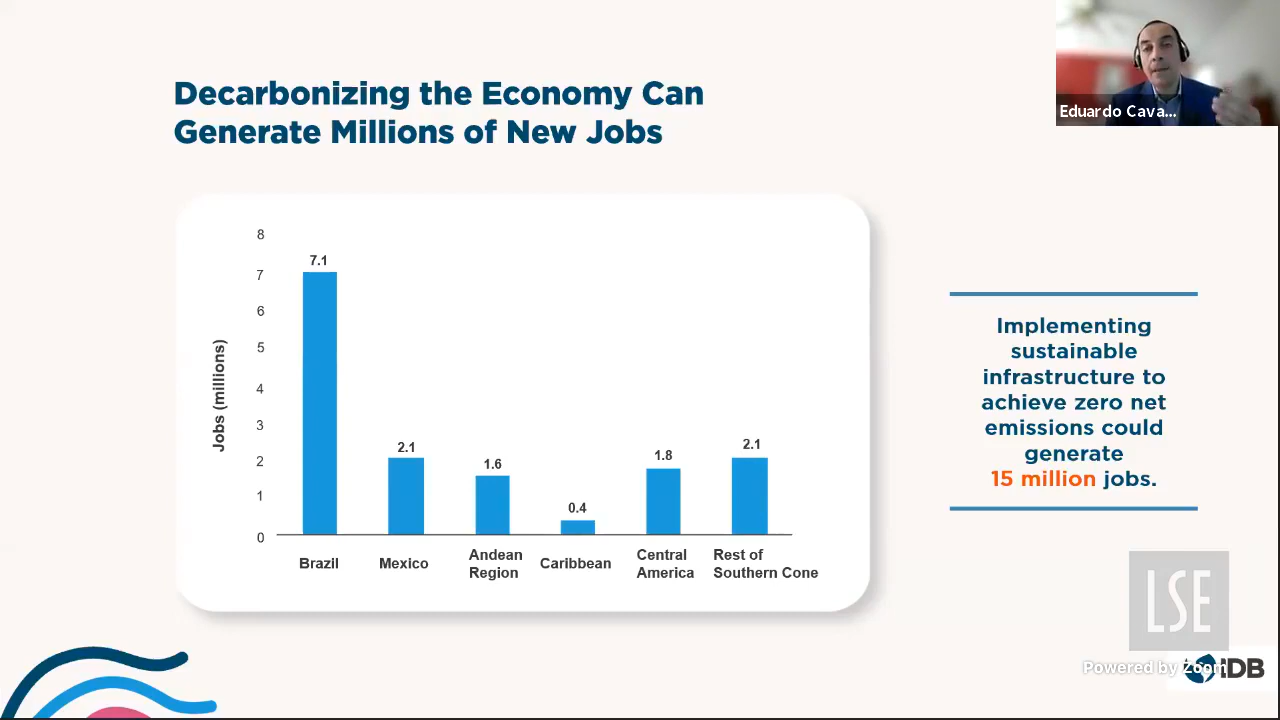 Decarbonizing the Economy Can
Generate Millions of New Jobs
Eduardo Cava...
Jobs (millions)
8
7
6
5
4
3
2
1
0
7.1
2.1
1.6
0.4
1.8
2.1
Brazil
Mexico
Andean
Region
Caribbean
Central
America
Rest of
Southern Cone
Implementing
sustainable
infrastructure to
achieve zero net
emissions could
generate
15 million jobs.
LSE
Powered by Zoom
IDB